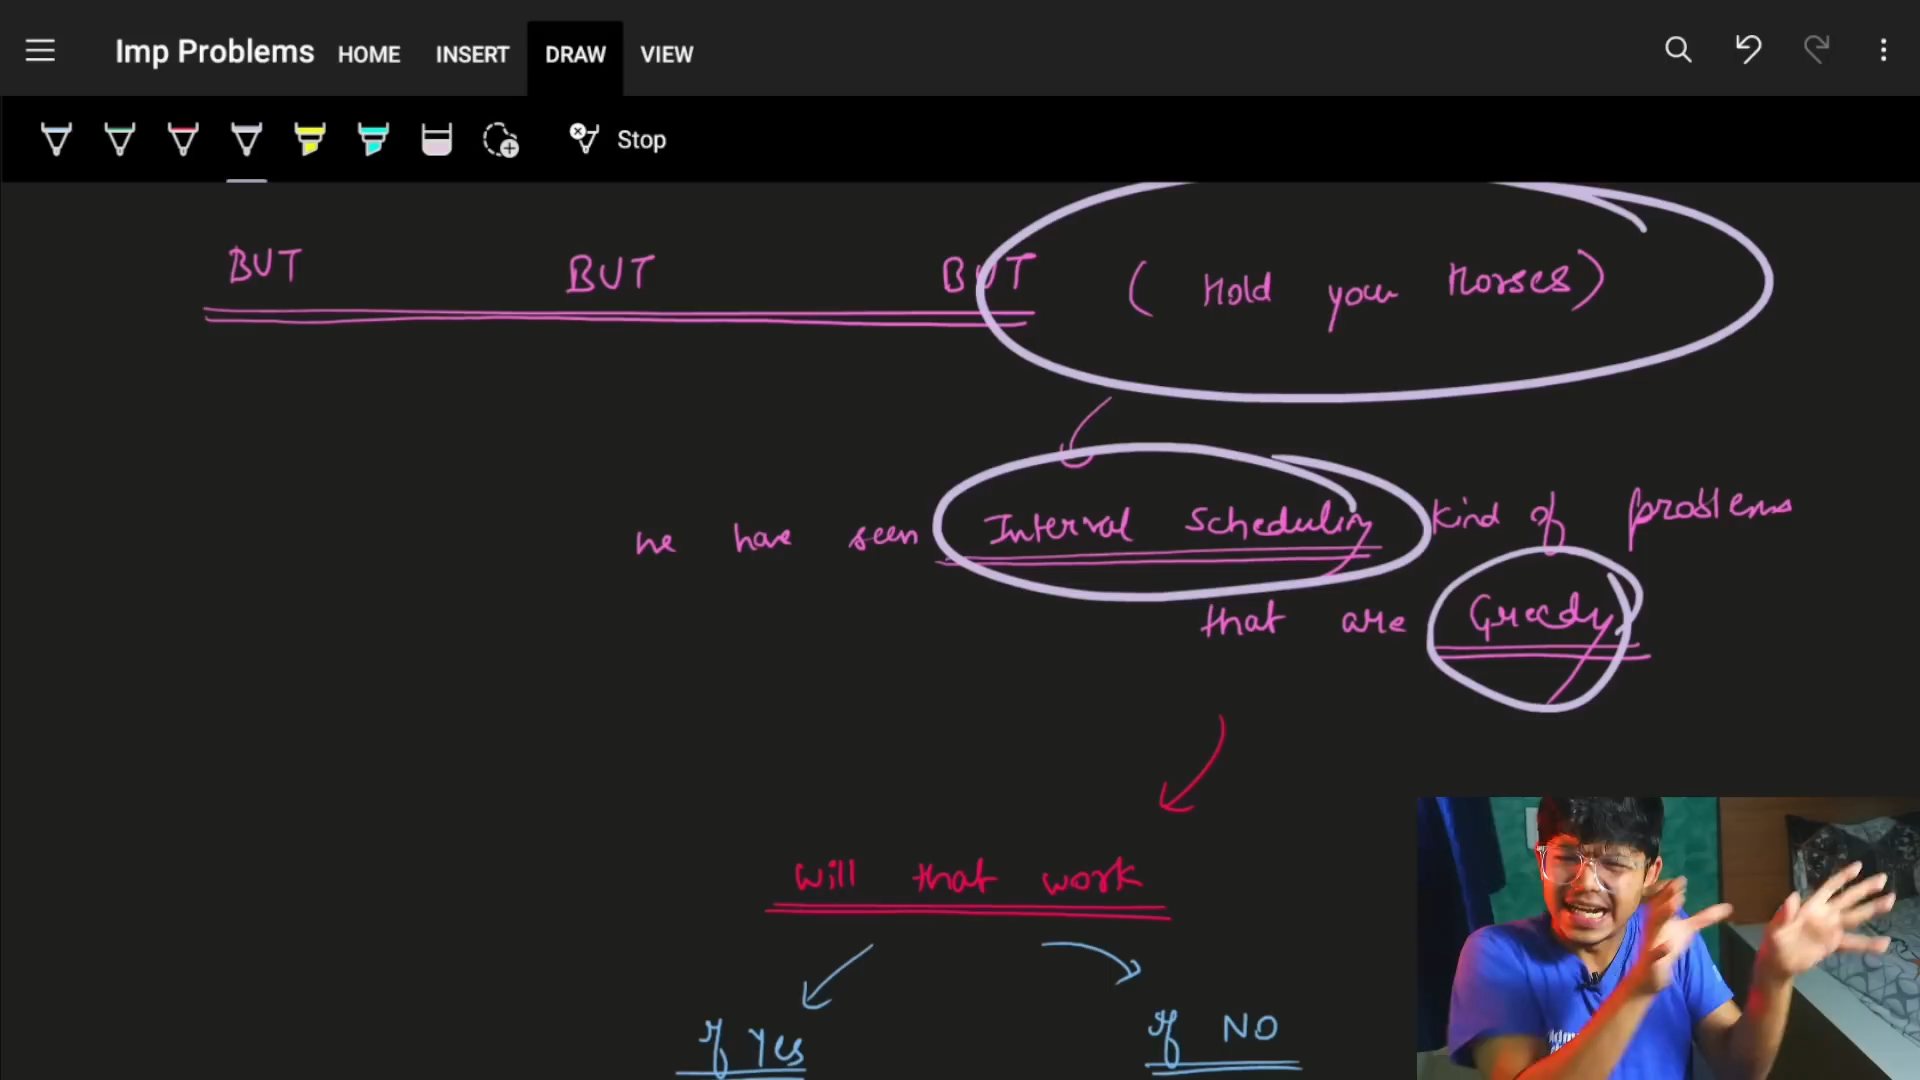 Imp Problems HOME INSERT DRAW VIEW
Stop
BUT BUT BUT ( Hold your Horses)
we have seen Interval Scheduling kind of problems
that are Greedy
Will that work
If Yes If NO